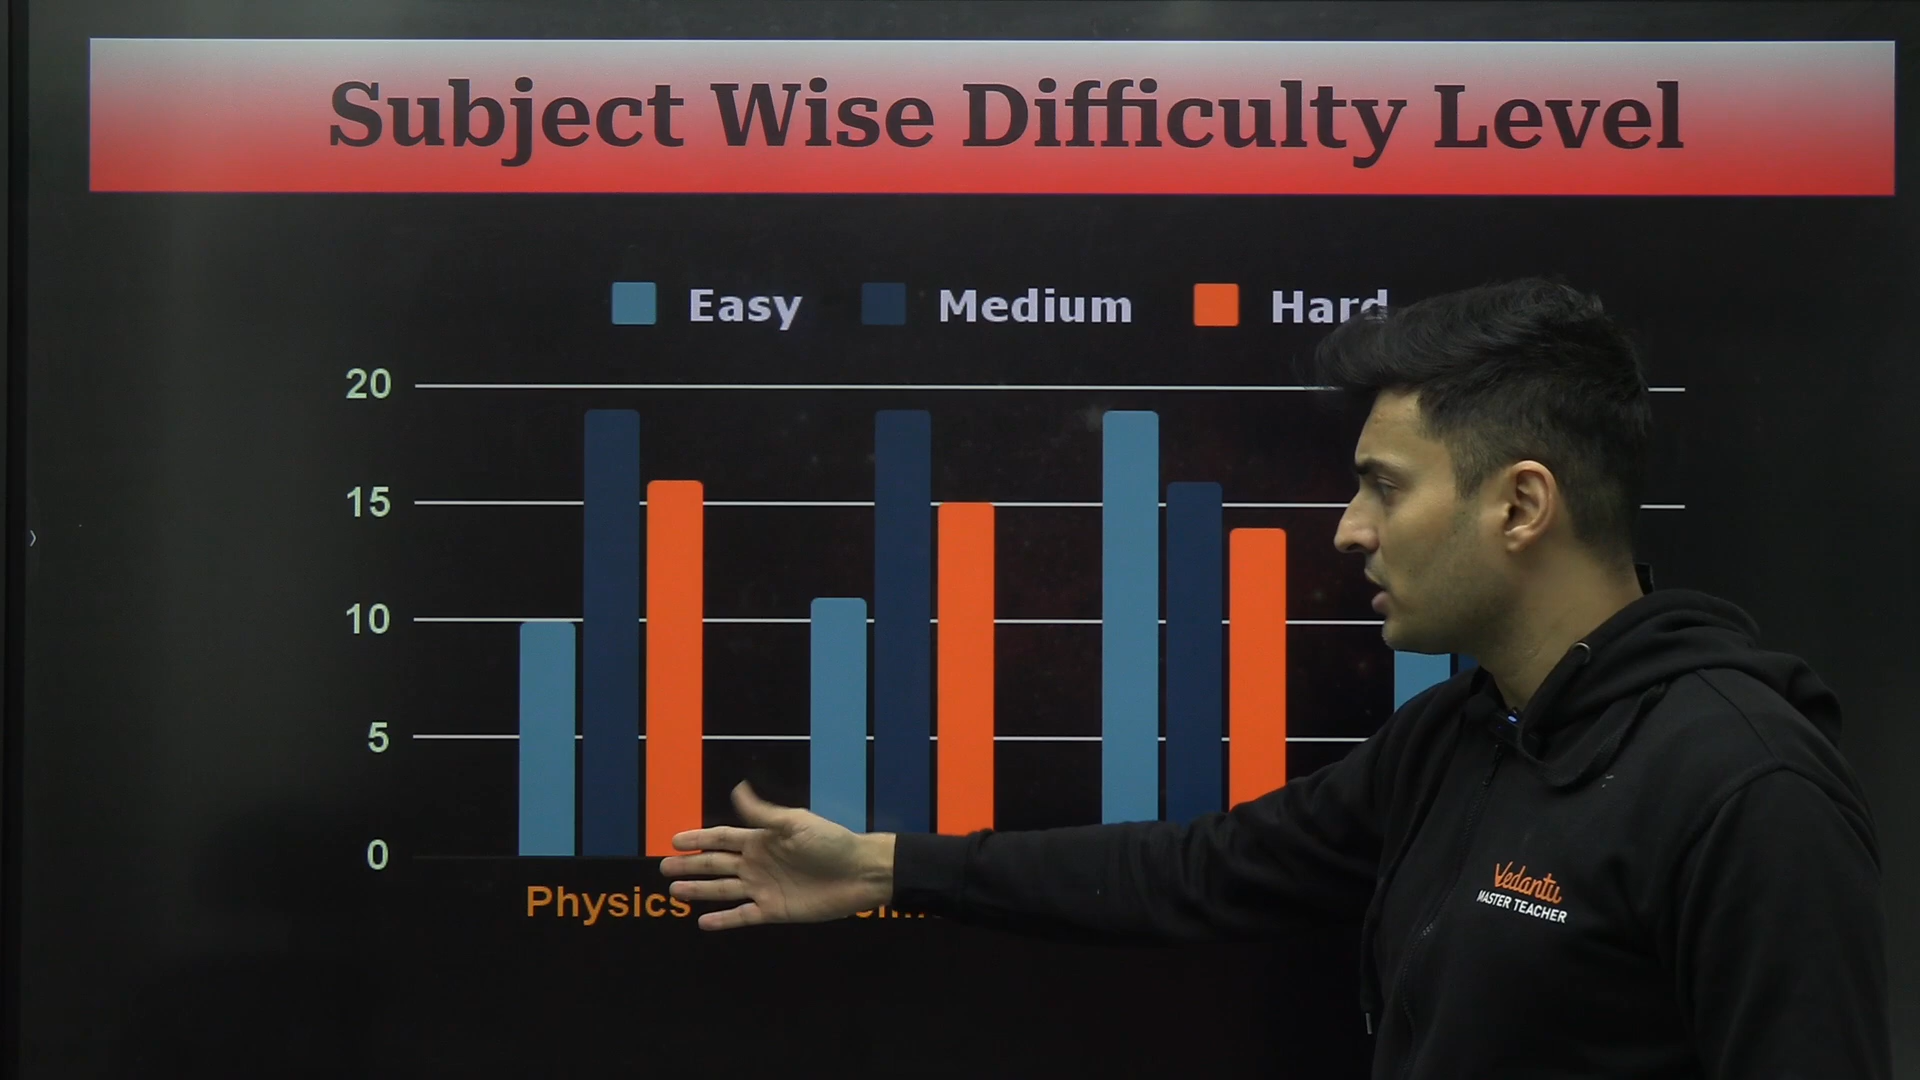 Subject Wise Difficulty Level
Easy Medium Hard
20
15
10
5
0
Physics
Vedantu
MASTER TEACHER